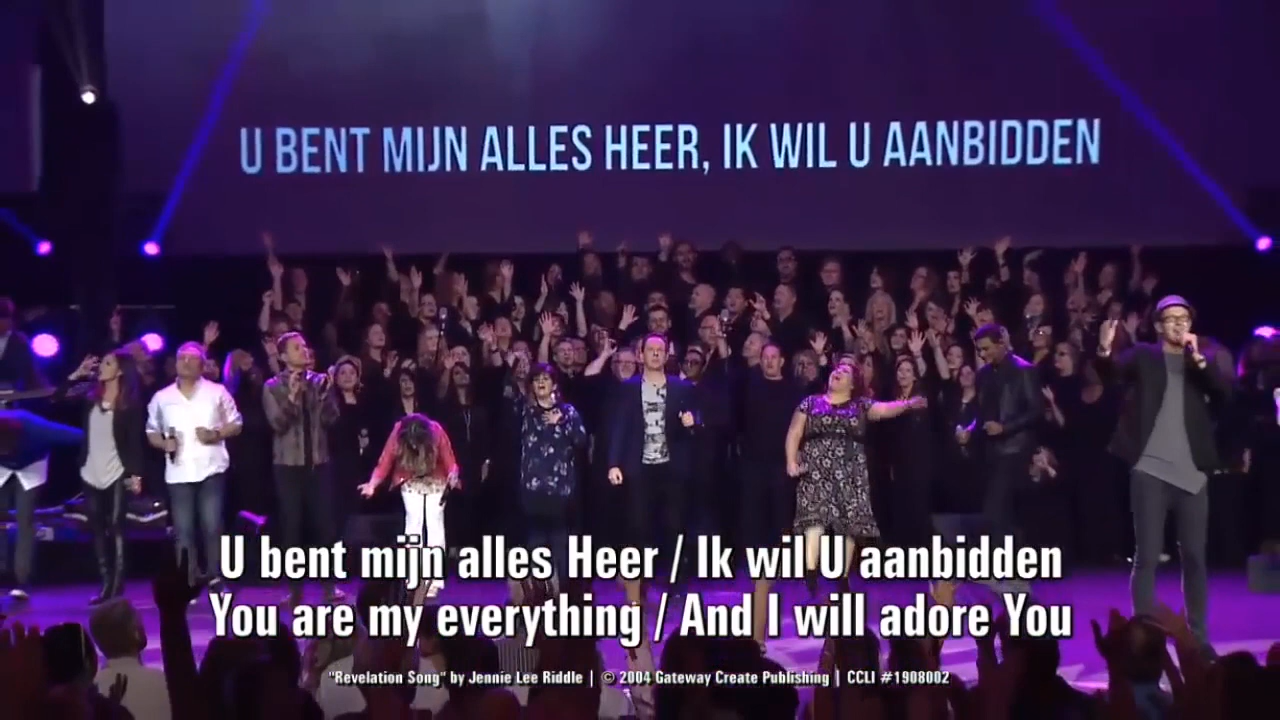 U BENT MIJN ALLES HEER, IK WIL U AANBIDDEN
U bent mijn alles Heer / Ik wil U aanbidden
You are my everything / And I will adore You
"Revelation Song" by Jennie Lee Riddle | © 2004 Gateway Create Publishing | CCLI #1908002